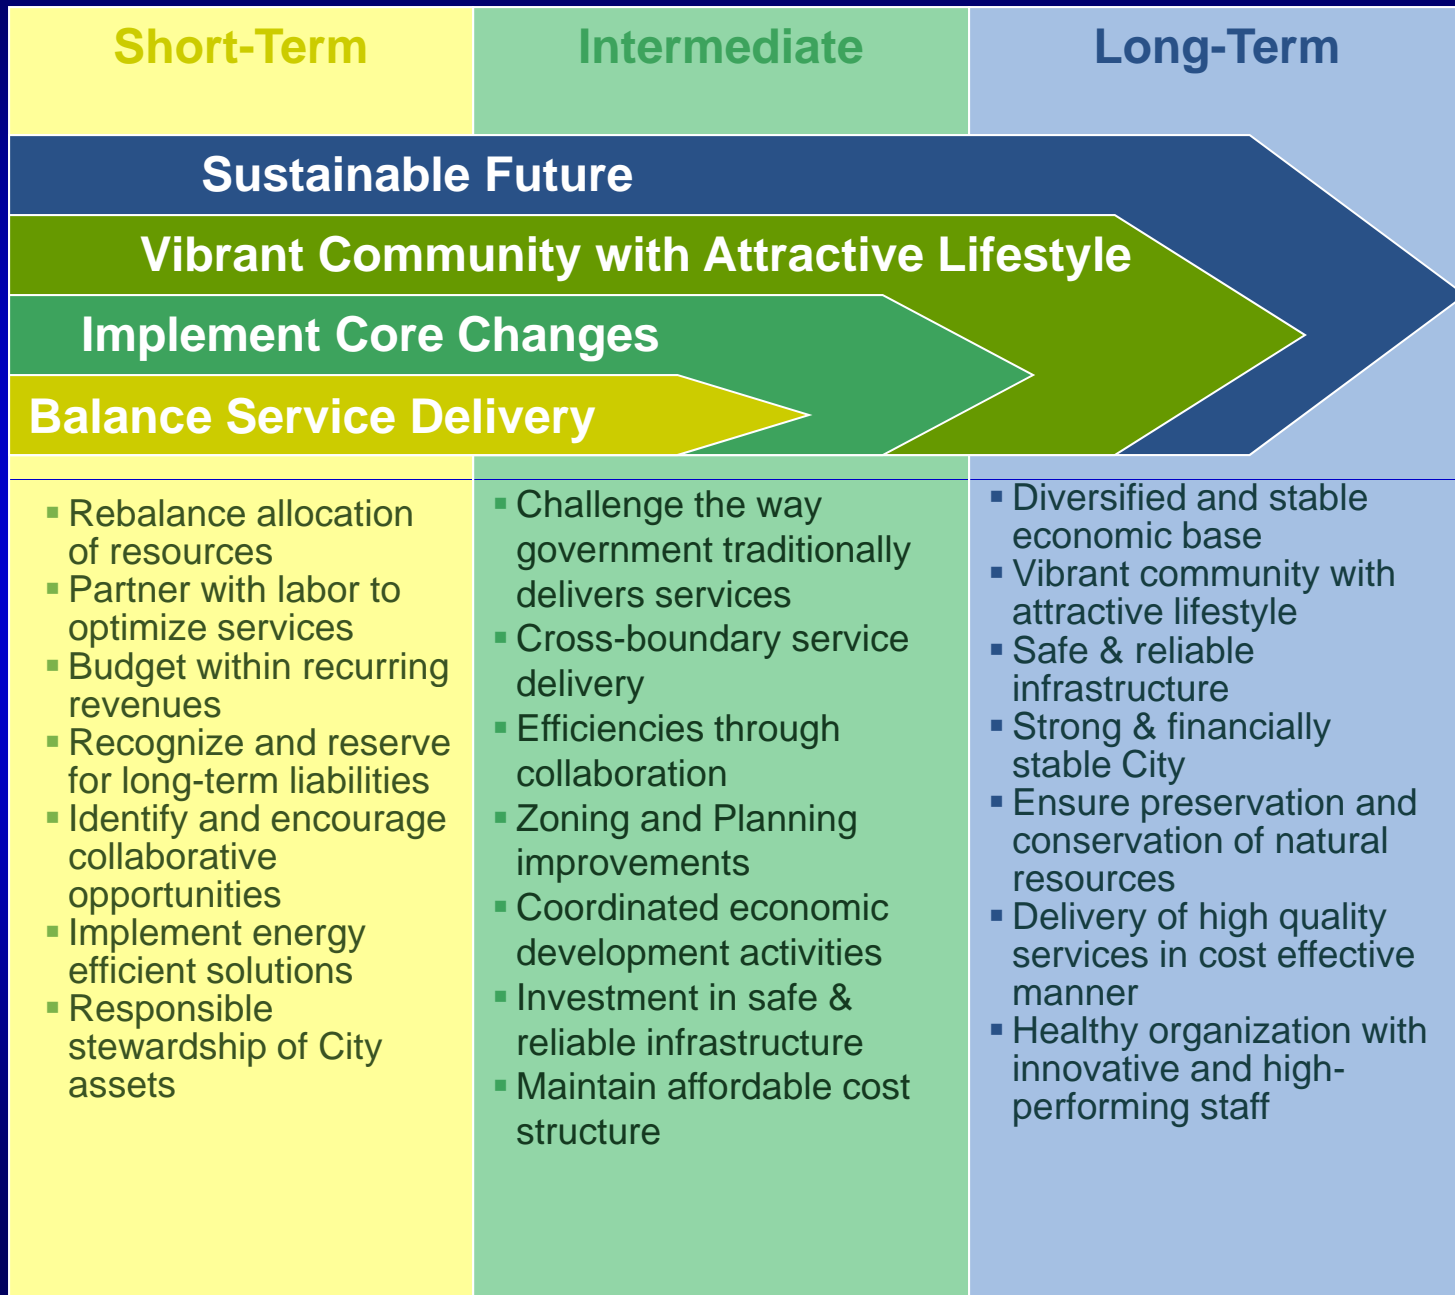 Short-Term
Intermediate
Long-Term
Sustainable Future
Vibrant Community with Attractive Lifestyle
Implement Core Changes
Balance Service Delivery
▪ Rebalance allocation
of resources
▪ Partner with labor to
optimize services
▪ Budget within recurring
revenues
▪ Recognize and reserve
for long-term liabilities
▪ Identify and encourage
collaborative
opportunities
▪ Implement energy
efficient solutions
▪ Responsible
stewardship of City
assets
▪ Challenge the way
government traditionally
delivers services
▪ Cross-boundary service
delivery
▪ Efficiencies through
collaboration
▪ Zoning and Planning
improvements
▪ Coordinated economic
development activities
▪ Investment in safe &
reliable infrastructure
▪ Maintain affordable cost
structure
▪ Diversified and stable
economic base
▪ Vibrant community with
attractive lifestyle
▪ Safe & reliable
infrastructure
▪ Strong & financially
stable City
▪ Ensure preservation and
conservation of natural
resources
▪ Delivery of high quality
services in cost effective
manner
▪ Healthy organization with
innovative and high-
performing staff